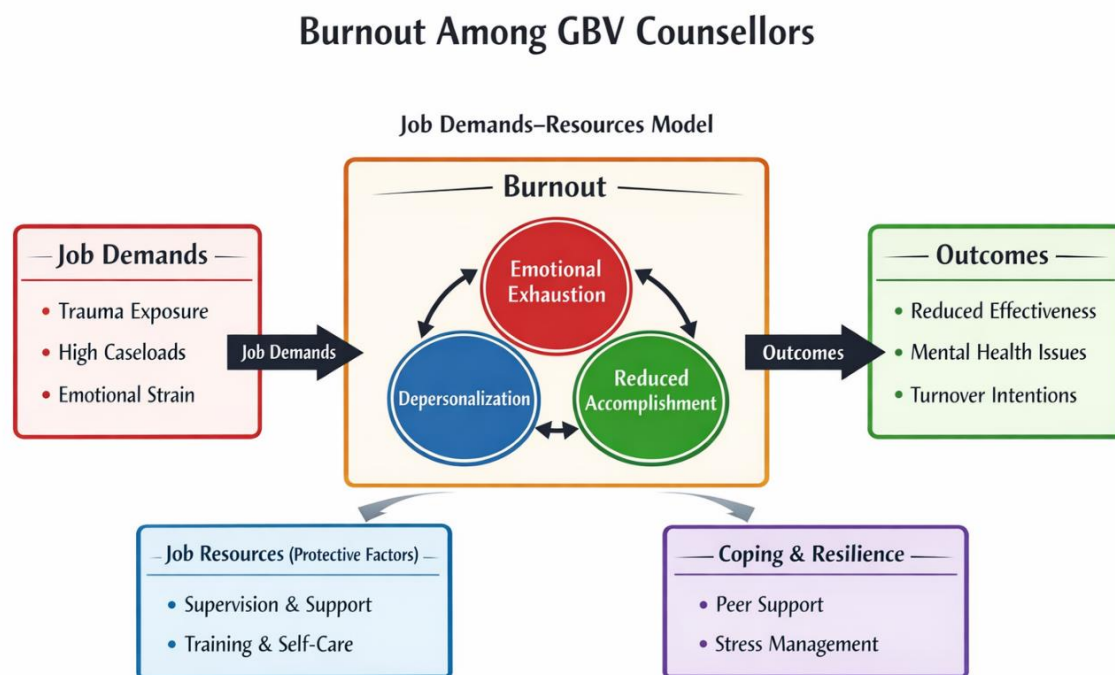 Burnout Among GBV Counsellors
Job Demands–Resources Model
Burnout
Job Demands
• Trauma Exposure
• High Caseloads
• Emotional Strain
Job Demands
Emotional
Exhaustion
Depersonalization
Reduced
Accomplishment
Outcomes
Outcomes
• Reduced Effectiveness
• Mental Health Issues
• Turnover Intentions
Job Resources (Protective Factors)
• Supervision & Support
• Training & Self-Care
Coping & Resilience
• Peer Support
• Stress Management